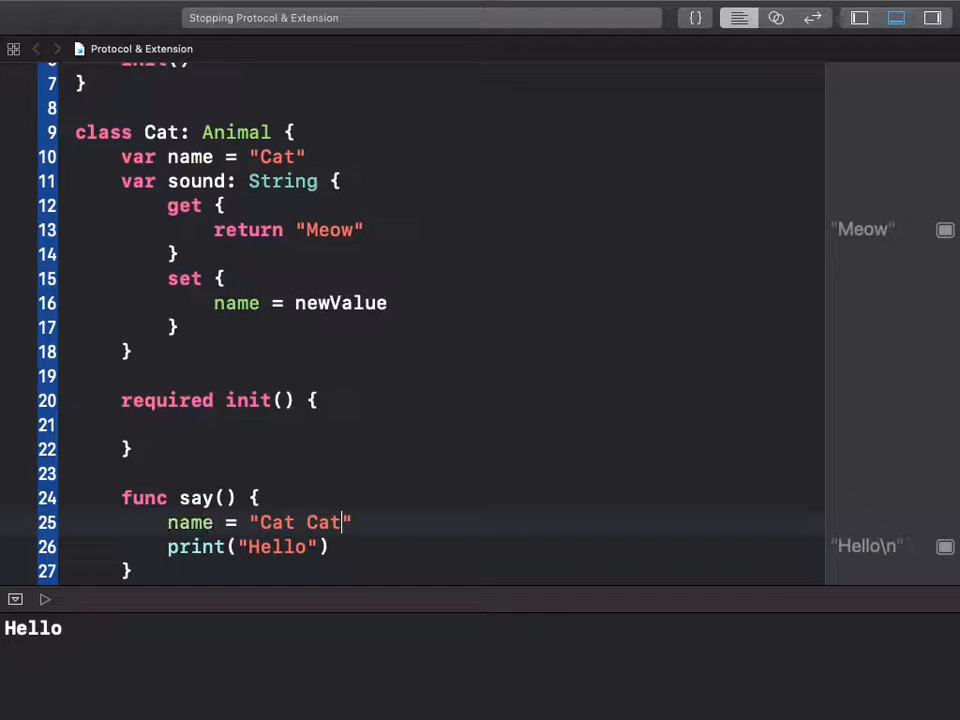 Stopping Protocol & Extension
{}
Protocol & Extension
6 init()
7 }
8
9 class Cat: Animal {
10 var name = "Cat"
11 var sound: String {
12 get {
13 return "Meow"
"Meow"
14 }
15 set {
16 name = newValue
17 }
18 }
19
20 required init() {
21
22 }
23
24 func say() {
25 name = "Cat Cat"
26 print("Hello")
"Hello\n"
27 }
Hello